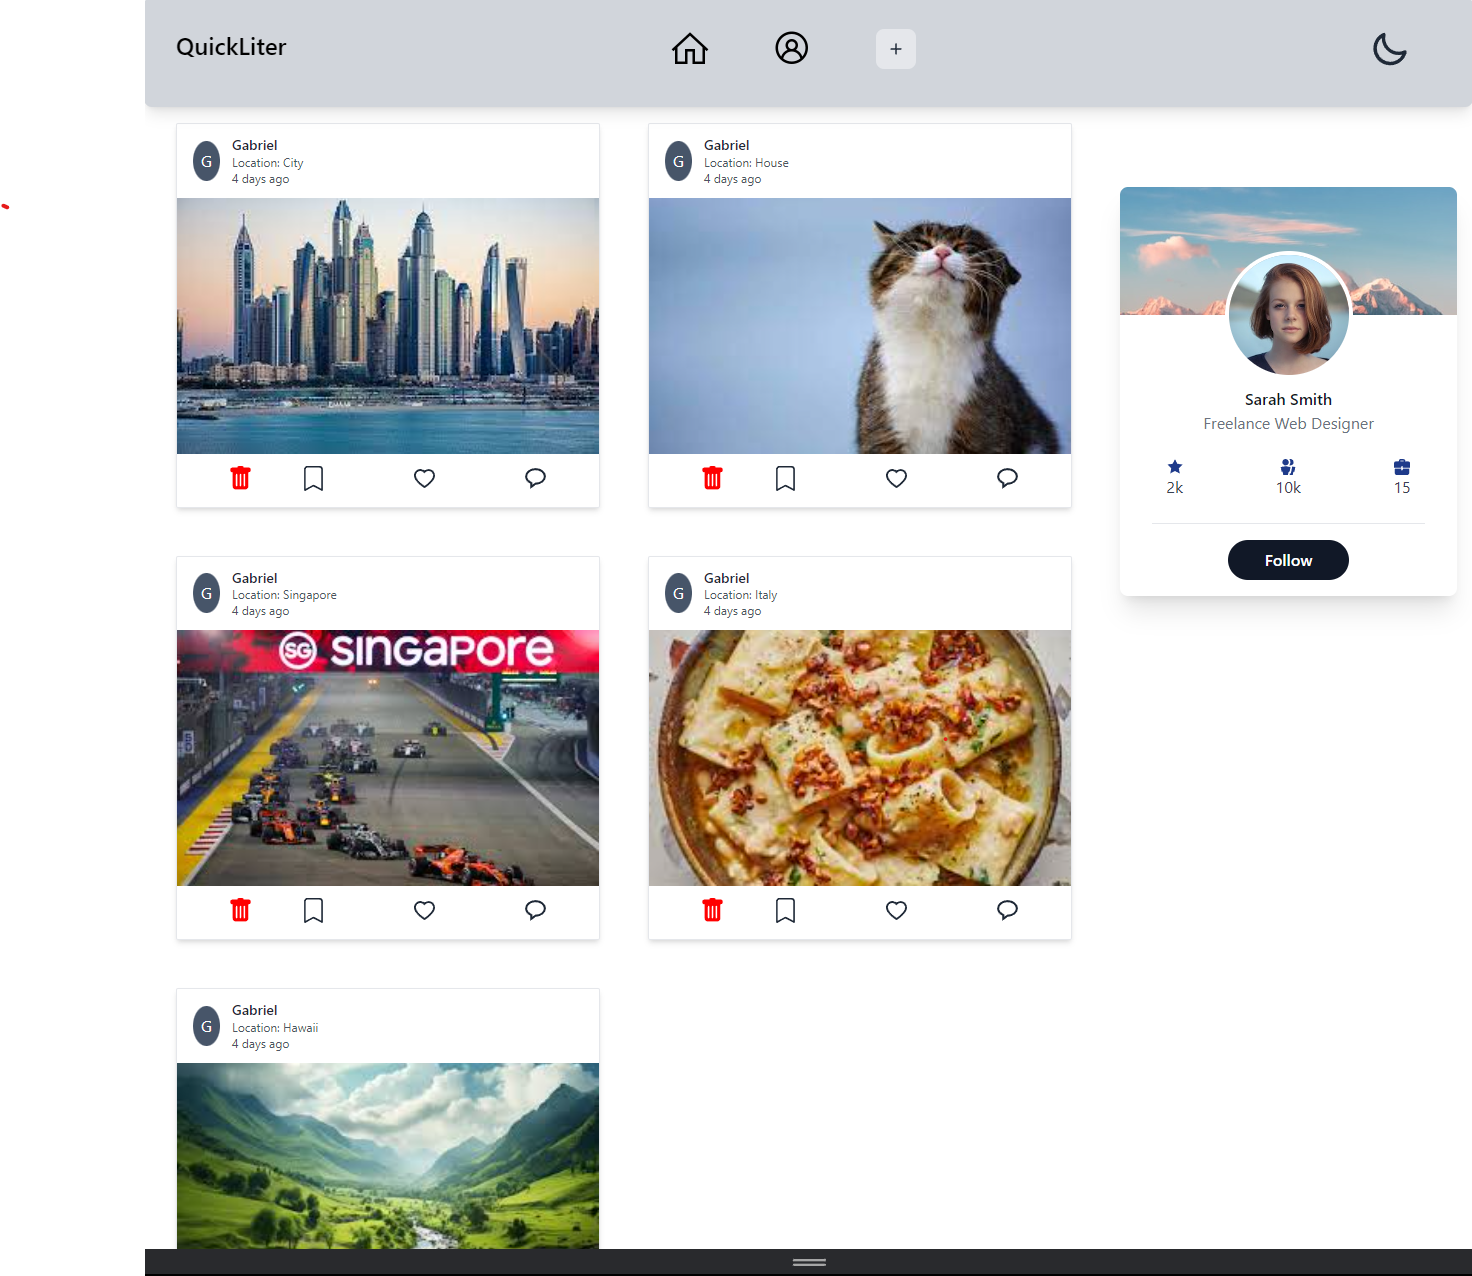 QuickLiter
+
G
Gabriel
Location: City
4 days ago
G
Gabriel
Location: House
4 days ago
Sarah Smith
Freelance Web Designer
2k
10k
15
Follow
G
Gabriel
Location: Singapore
4 days ago
SG SINGAPORE
G
Gabriel
Location: Italy
4 days ago
G
Gabriel
Location: Hawaii
4 days ago